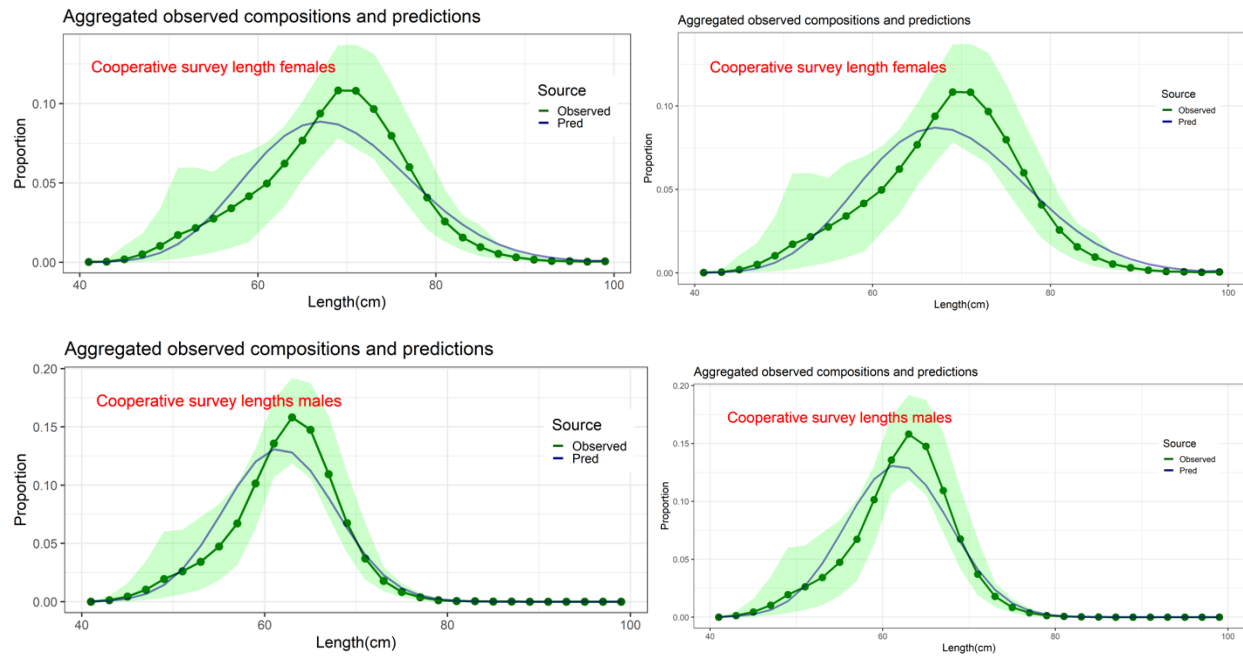 Aggregated observed compositions and predictions
Cooperative survey length females
Source
Observed
Pred
Proportion
0.10
0.05
0.00
60
80
100
Length(cm)
Aggregated observed compositions and predictions
Cooperative survey length females
Source
Observed
Pred
Proportion
0.10
0.05
0.00
40
60
80
100
Length(cm)
Aggregated observed compositions and predictions
Cooperative survey lengths males
Source
Observed
Pred
Proportion
0.20
0.15
0.10
0.05
0.00
40
60
80
100
Length(cm)
Aggregated observed compositions and predictions
Cooperative survey lengths males
Source
Observed
Pred
Proportion
0.20
0.15
0.10
0.05
0.00
40
60
80
100
Length(cm)